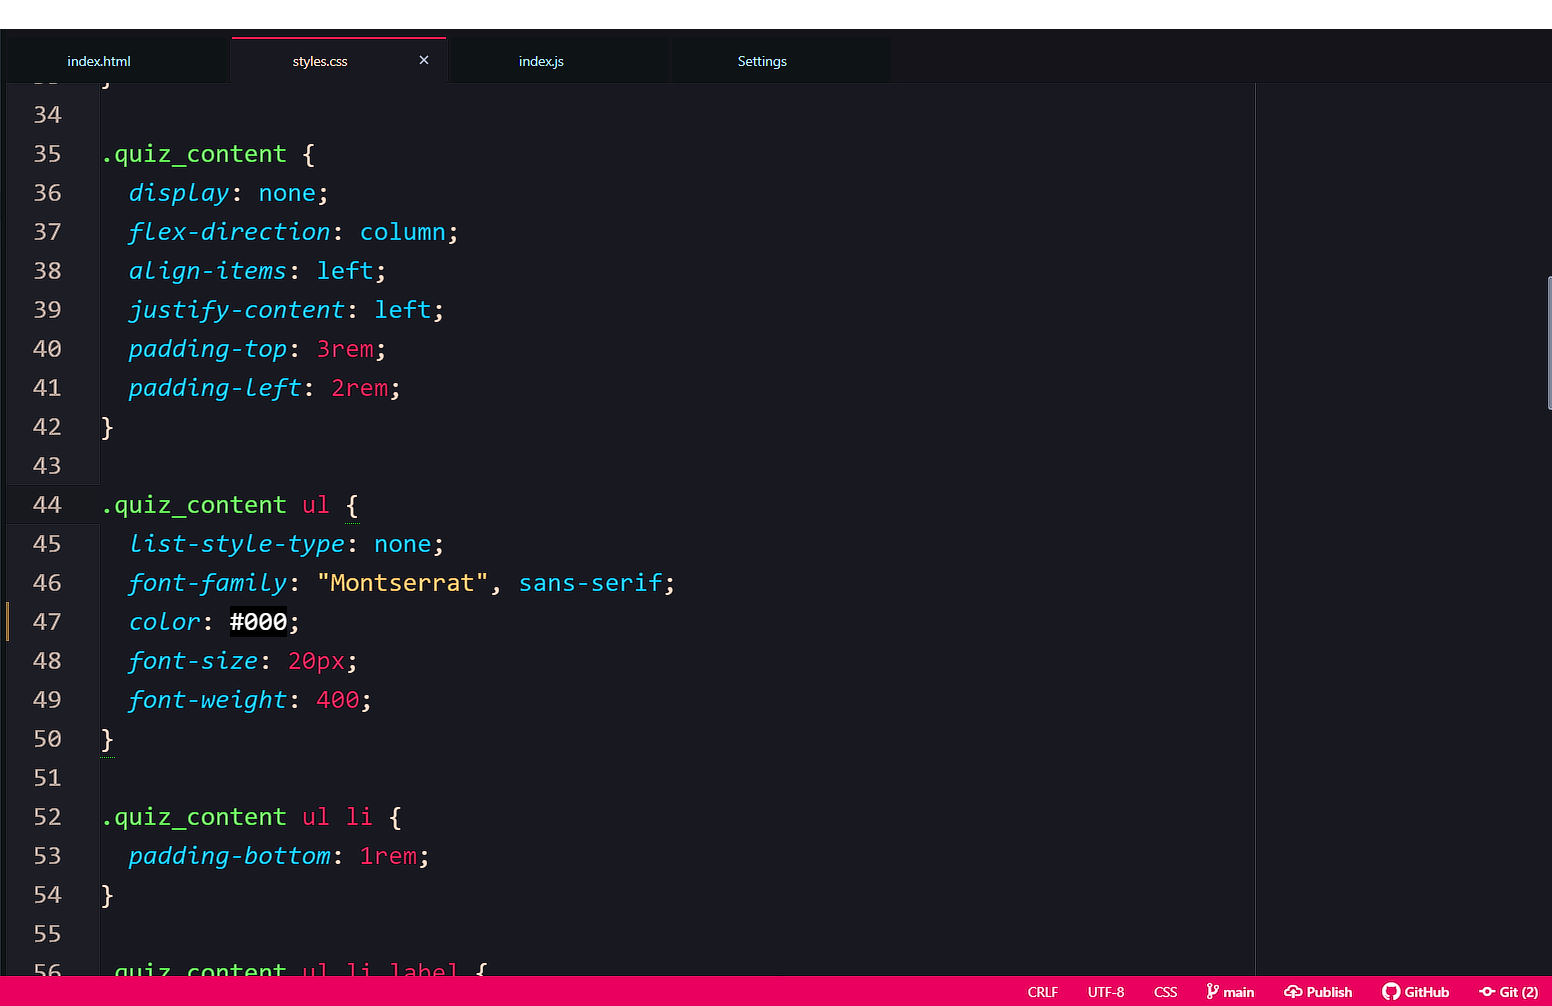 index.html styles.css × index.js Settings
34
35 .quiz_content {
36 display: none;
37 flex-direction: column;
38 align-items: left;
39 justify-content: left;
40 padding-top: 3rem;
41 padding-left: 2rem;
42 }
43
44 .quiz_content ul {
45 list-style-type: none;
46 font-family: "Montserrat", sans-serif;
47 color: #000;
48 font-size: 20px;
49 font-weight: 400;
50 }
51
52 .quiz_content ul li {
53 padding-bottom: 1rem;
54 }
55
56 .quiz_content ul li label {
CRLF UTF-8 CSS main Publish GitHub Git (2)